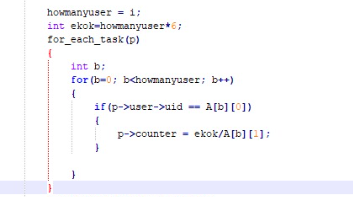 howmanyuser = i;
int ekok=howmanyuser*6;
for_each_task(p)
{
int b;
for(b=0; b<howmanyuser; b++)
{
if(p->user->uid == A[b][0])
{
p->counter = ekok/A[b][1];
}
}
}